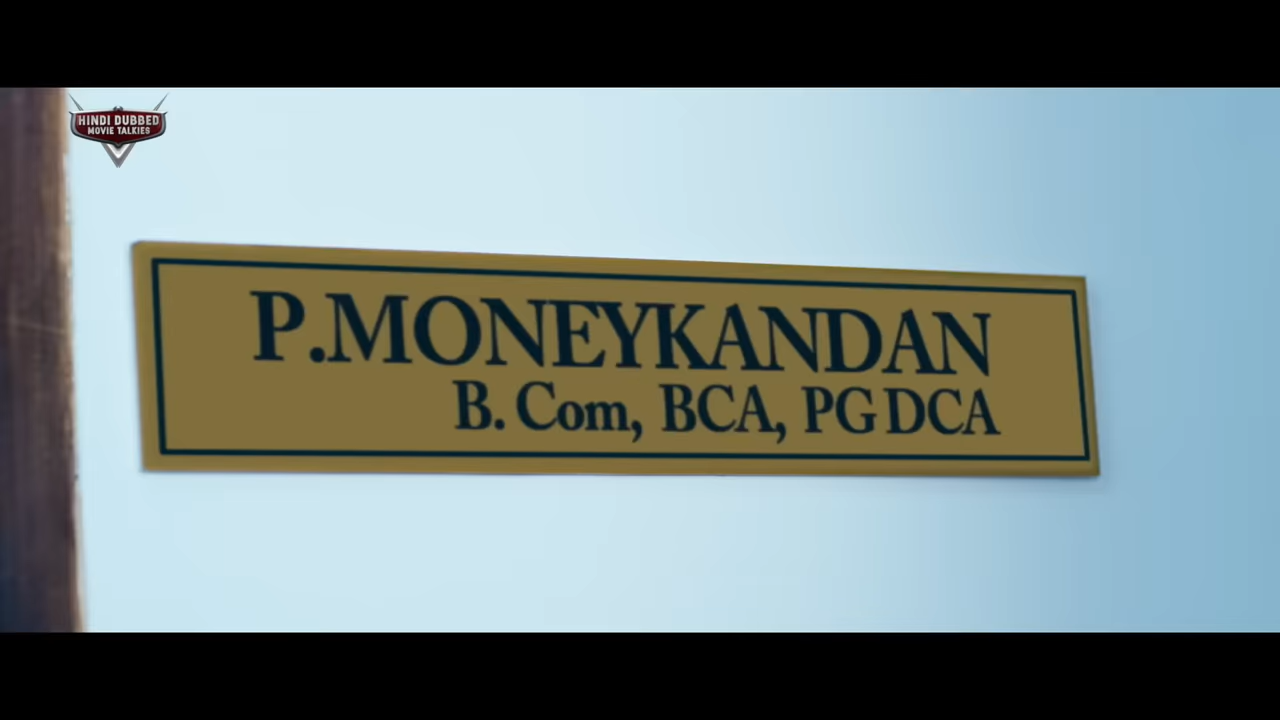 HINDI DUBBED
MOVIE TALKIES
P.MONEYKANDAN
B. Com, BCA, PG DCA